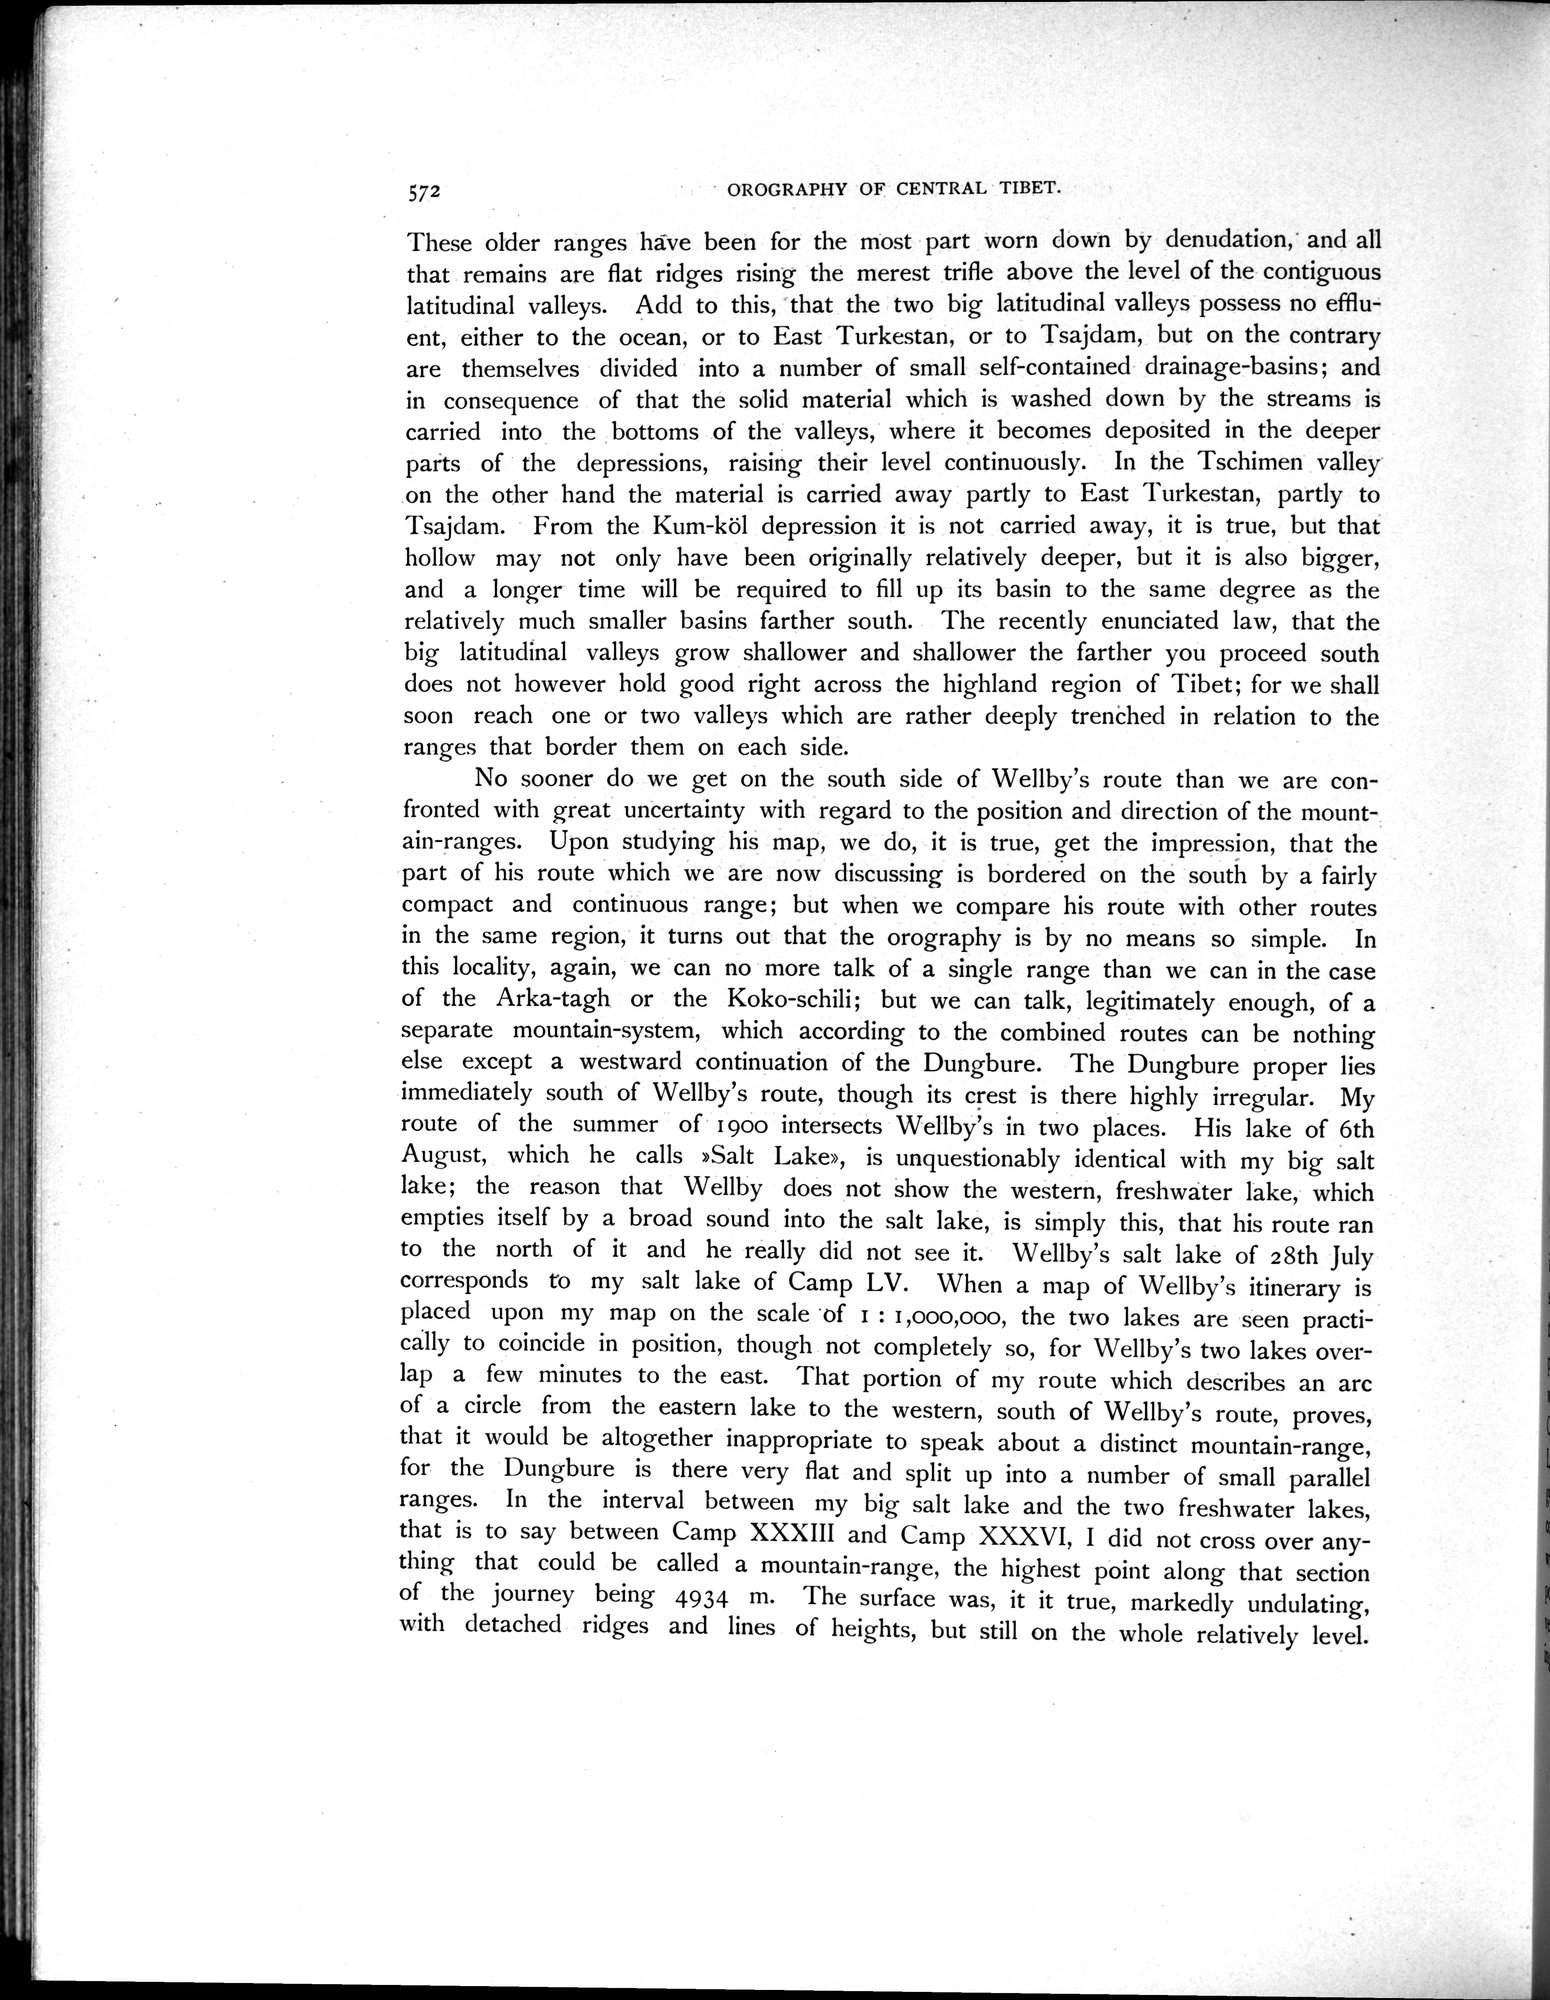 572
OROGRAPHY OF CENTRAL TIBET.
These older ranges have been for the most part worn down by denudation, and all
that remains are flat ridges rising the merest trifle above the level of the contiguous
latitudinal valleys. Add to this, that the two big latitudinal valleys possess no efflu-
ent, either to the ocean, or to East Turkestan, or to Tsajdam, but on the contrary
are themselves divided into a number of small self-contained drainage-basins; and
in consequence of that the solid material which is washed down by the streams is
carried into the bottoms of the valleys, where it becomes deposited in the deeper
parts of the depressions, raising their level continuously. In the Tschimen valley
on the other hand the material is carried away partly to East Turkestan, partly to
Tsajdam. From the Kum-köl depression it is not carried away, it is true, but that
hollow may not only have been originally relatively deeper, but it is also bigger,
and a longer time will be required to fill up its basin to the same degree as the
relatively much smaller basins farther south. The recently enunciated law, that the
big latitudinal valleys grow shallower and shallower the farther you proceed south
does not however hold good right across the highland region of Tibet; for we shall
soon reach one or two valleys which are rather deeply trenched in relation to the
ranges that border them on each side.
No sooner do we get on the south side of Wellby's route than we are con-
fronted with great uncertainty with regard to the position and direction of the mount-
ain-ranges. Upon studying his map, we do, it is true, get the impression, that the
part of his route which we are now discussing is bordered on the south by a fairly
compact and continuous range; but when we compare his route with other routes
in the same region, it turns out that the orography is by no means so simple. In
this locality, again, we can no more talk of a single range than we can in the case
of the Arka-tagh or the Koko-schili; but we can talk, legitimately enough, of a
separate mountain-system, which according to the combined routes can be nothing
else except a westward continuation of the Dungbure. The Dungbure proper lies
immediately south of Wellby's route, though its crest is there highly irregular. My
route of the summer of 1900 intersects Wellby's in two places. His lake of 6th
August, which he calls »Salt Lake», is unquestionably identical with my big salt
lake; the reason that Wellby does not show the western, freshwater lake, which
empties itself by a broad sound into the salt lake, is simply this, that his route ran
to the north of it and he really did not see it. Wellby's salt lake of 28th July
corresponds to my salt lake of Camp LV. When a map of Wellby's itinerary is
placed upon my map on the scale of 1 : 1,000,000, the two lakes are seen practi-
cally to coincide in position, though not completely so, for Wellby's two lakes over-
lap a few minutes to the east. That portion of my route which describes an arc
of a circle from the eastern lake to the western, south of Wellby's route, proves,
that it would be altogether inappropriate to speak about a distinct mountain-range,
for the Dungbure is there very flat and split up into a number of small parallel
ranges. In the interval between my big salt lake and the two freshwater lakes,
that is to say between Camp XXXIII and Camp XXXVI, I did not cross over any-
thing that could be called a mountain-range, the highest point along that section
of the journey being 4934 m. The surface was, it it true, markedly undulating,
with detached ridges and lines of heights, but still on the whole relatively level.